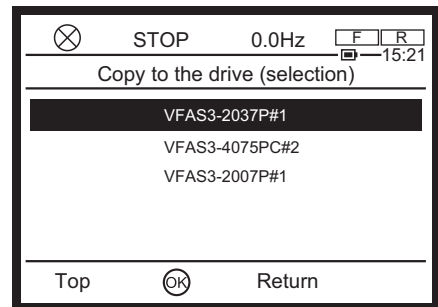 STOP 0.0Hz F R
15:21
Copy to the drive (selection)
VFAS3-2037P#1
VFAS3-4075PC#2
VFAS3-2007P#1
Top OK Return